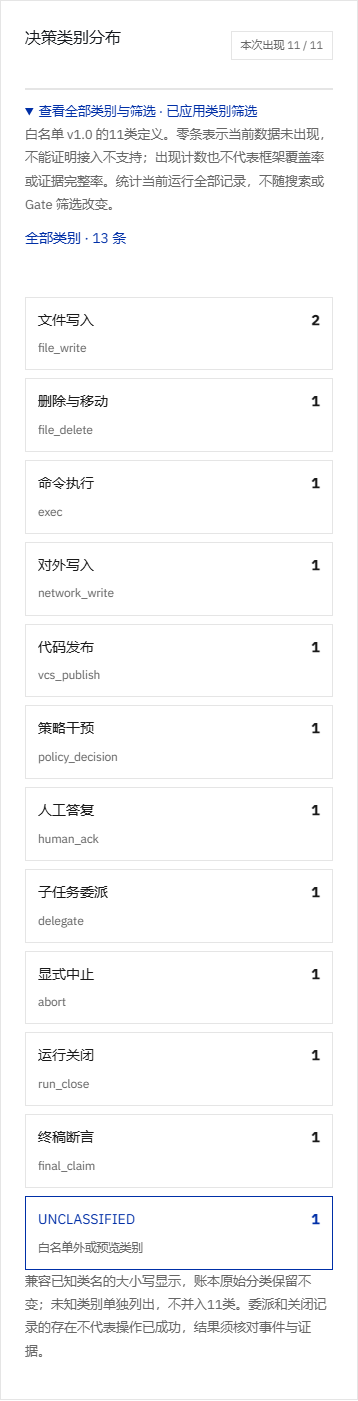 决策类别分布
本次出现 11 / 11
▼ 查看全部类别与筛选 · 已应用类别筛选
白名单 v1.0 的11类定义。零条表示当前数据未出现，
不能证明接入不支持；出现计数也不代表框架覆盖率
或证据完整率。统计当前运行全部记录，不随搜索或
Gate 筛选改变。
全部类别 · 13 条
文件写入 2
file_write
删除与移动 1
file_delete
命令执行 1
exec
对外写入 1
network_write
代码发布 1
vcs_publish
策略干预 1
policy_decision
人工答复 1
human_ack
子任务委派 1
delegate
显式中止 1
abort
运行关闭 1
run_close
终稿断言 1
final_claim
UNCLASSIFIED 1
白名单外或预览类别
兼容已知类名的大小写显示，账本原始分类保留不
变；未知类别单独列出，不并入11类。委派和关闭记
录的存在不代表操作已成功，结果须核对事件与证
据。